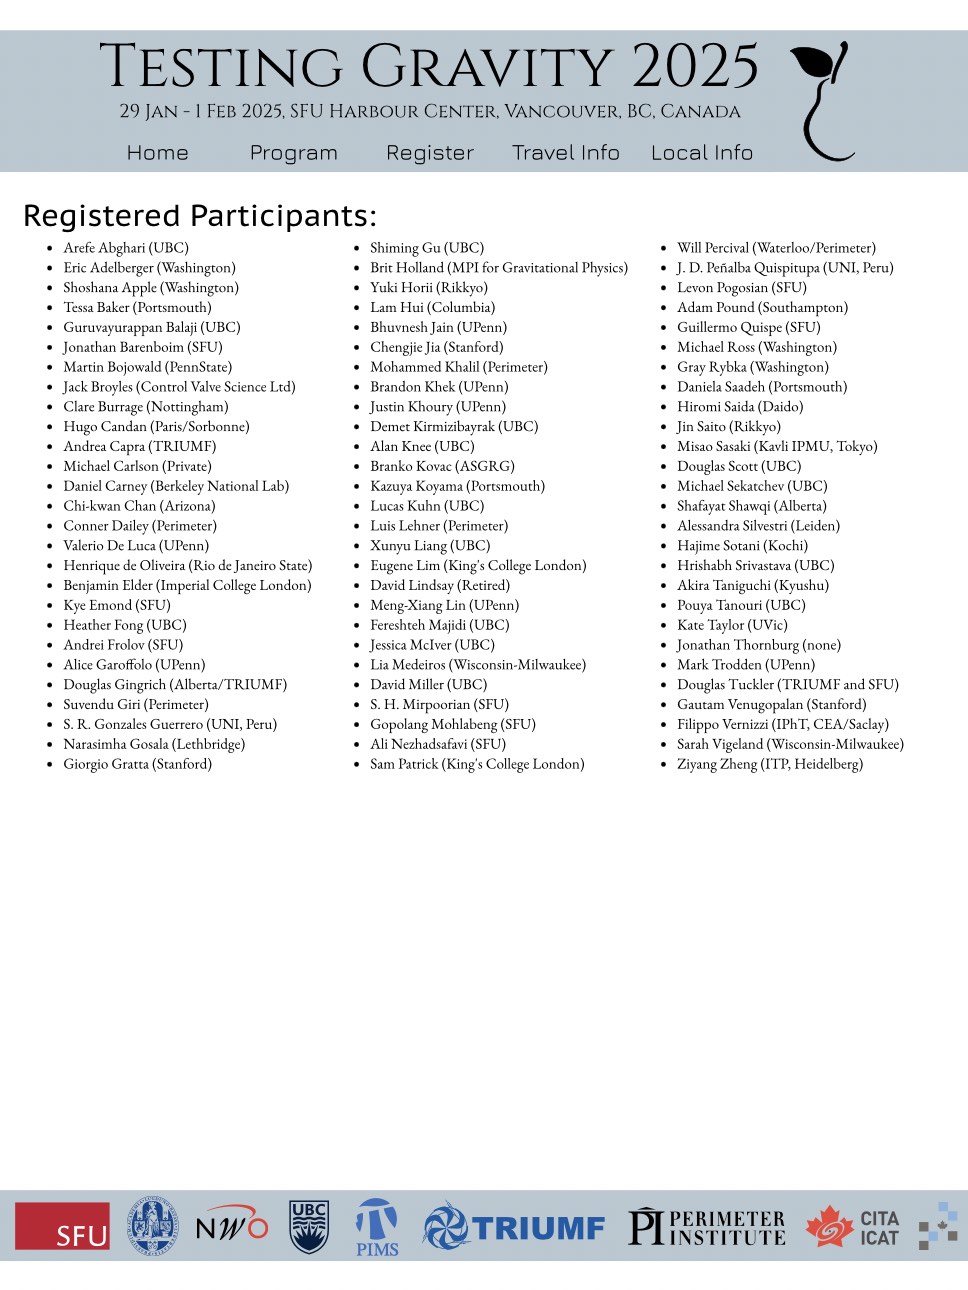 Testing Gravity 2025
29 Jan - 1 Feb 2025, SFU Harbour Center, Vancouver, BC, Canada
Home Program Register Travel Info Local Info
Registered Participants:
• Arefe Abghari (UBC)
• Eric Adelberger (Washington)
• Shoshana Apple (Washington)
• Tessa Baker (Portsmouth)
• Guruvayurappan Balaji (UBC)
• Jonathan Barenboim (SFU)
• Martin Bojowald (PennState)
• Jack Broyles (Control Valve Science Ltd)
• Clare Burrage (Nottingham)
• Hugo Candan (Paris/Sorbonne)
• Andrea Capra (TRIUMF)
• Michael Carlson (Private)
• Daniel Carney (Berkeley National Lab)
• Chi-kwan Chan (Arizona)
• Conner Dailey (Perimeter)
• Valerio De Luca (UPenn)
• Henrique de Oliveira (Rio de Janeiro State)
• Benjamin Elder (Imperial College London)
• Kye Emond (SFU)
• Heather Fong (UBC)
• Andrei Frolov (SFU)
• Alice Garoffolo (UPenn)
• Douglas Gingrich (Alberta/TRIUMF)
• Suvendu Giri (Perimeter)
• S. R. Gonzales Guerrero (UNI, Peru)
• Narasimha Gosala (Lethbridge)
• Giorgio Gratta (Stanford)
• Shiming Gu (UBC)
• Brit Holland (MPI for Gravitational Physics)
• Yuki Horii (Rikkyo)
• Lam Hui (Columbia)
• Bhuvnesh Jain (UPenn)
• Chengjie Jia (Stanford)
• Mohammed Khalil (Perimeter)
• Brandon Khek (UPenn)
• Justin Khoury (UPenn)
• Demet Kirmizibayrak (UBC)
• Alan Knee (UBC)
• Branko Kovac (ASGRG)
• Kazuya Koyama (Portsmouth)
• Lucas Kuhn (UBC)
• Luis Lehner (Perimeter)
• Xunyu Liang (UBC)
• Eugene Lim (King's College London)
• David Lindsay (Retired)
• Meng-Xiang Lin (UPenn)
• Fereshteh Majidi (UBC)
• Jessica McIver (UBC)
• Lia Medeiros (Wisconsin-Milwaukee)
• David Miller (UBC)
• S. H. Mirpoorian (SFU)
• Gopolang Mohlabeng (SFU)
• Ali Nezhadsafavi (SFU)
• Sam Patrick (King's College London)
• Will Percival (Waterloo/Perimeter)
• J. D. Peñalba Quispitupa (UNI, Peru)
• Levon Pogosian (SFU)
• Adam Pound (Southampton)
• Guillermo Quispe (SFU)
• Michael Ross (Washington)
• Gray Rybka (Washington)
• Daniela Saadeh (Portsmouth)
• Hiromi Saida (Daido)
• Jin Saito (Rikkyo)
• Misao Sasaki (Kavli IPMU, Tokyo)
• Douglas Scott (UBC)
• Michael Sekatchev (UBC)
• Shafayat Shawqi (Alberta)
• Alessandra Silvestri (Leiden)
• Hajime Sotani (Kochi)
• Hrishabh Srivastava (UBC)
• Akira Taniguchi (Kyushu)
• Pouya Tanouri (UBC)
• Kate Taylor (UVic)
• Jonathan Thornburg (none)
• Mark Trodden (UPenn)
• Douglas Tuckler (TRIUMF and SFU)
• Gautam Venugopalan (Stanford)
• Filippo Vernizzi (IPhT, CEA/Saclay)
• Sarah Vigeland (Wisconsin-Milwaukee)
• Ziyang Zheng (ITP, Heidelberg)
SFU
NWO
UBC
PIMS
TRIUMF
PI PERIMETER
INSTITUTE
CITA
ICAT